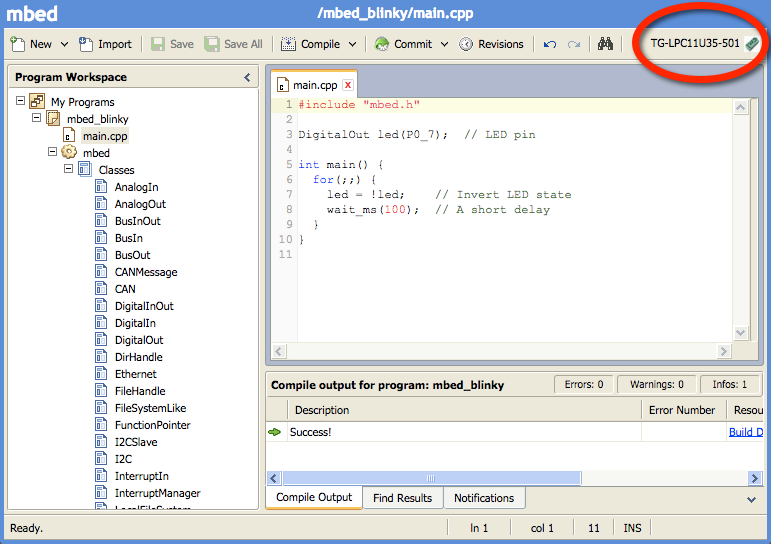 mbed /mbed_blinky/main.cpp
New Import Save Save All Compile Commit Revisions TG-LPC11U35-501
Program Workspace
My Programs
mbed_blinky
main.cpp
mbed
Classes
AnalogIn
AnalogOut
BusInOut
BusIn
BusOut
CANMessage
CAN
DigitalInOut
DigitalIn
DigitalOut
DirHandle
Ethernet
FileHandle
FileSystemLike
FunctionPointer
I2CSlave
I2C
InterruptIn
InterruptManager
LocalFileSystem
main.cpp
1 #include "mbed.h"
2
3 DigitalOut led(P0_7); // LED pin
4
5 int main() {
6 for(;;) {
7 led = !led; // Invert LED state
8 wait_ms(100); // A short delay
9 }
10 }
11
Compile output for program: mbed_blinky Errors: 0 Warnings: 0 Infos: 1
Description Error Number Resou
Success! Build D
Compile Output Find Results Notifications
Ready. ln 1 col 1 11 INS